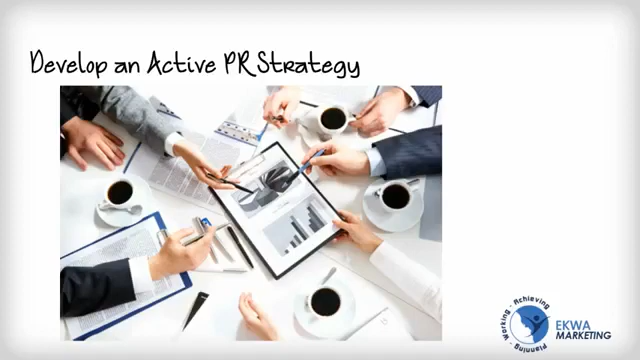 Develop an Active PR Strategy
Planning - Working - Achieving
EKWA
MARKETING